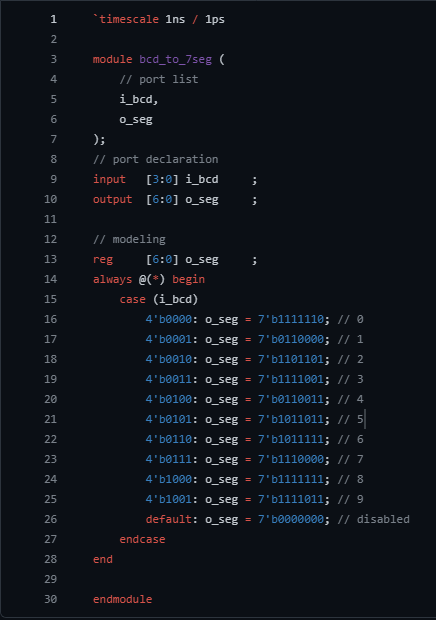 1 `timescale 1ns / 1ps
2
3 module bcd_to_7seg (
4 // port list
5 i_bcd,
6 o_seg
7 );
8 // port declaration
9 input [3:0] i_bcd ;
10 output [6:0] o_seg ;
11
12 // modeling
13 reg [6:0] o_seg ;
14 always @(*) begin
15 case (i_bcd)
16 4'b0000: o_seg = 7'b1111110; // 0
17 4'b0001: o_seg = 7'b0110000; // 1
18 4'b0010: o_seg = 7'b1101101; // 2
19 4'b0011: o_seg = 7'b1111001; // 3
20 4'b0100: o_seg = 7'b0110011; // 4
21 4'b0101: o_seg = 7'b1011011; // 5
22 4'b0110: o_seg = 7'b1011111; // 6
23 4'b0111: o_seg = 7'b1110000; // 7
24 4'b1000: o_seg = 7'b1111111; // 8
25 4'b1001: o_seg = 7'b1111011; // 9
26 default: o_seg = 7'b0000000; // disabled
27 endcase
28 end
29
30 endmodule